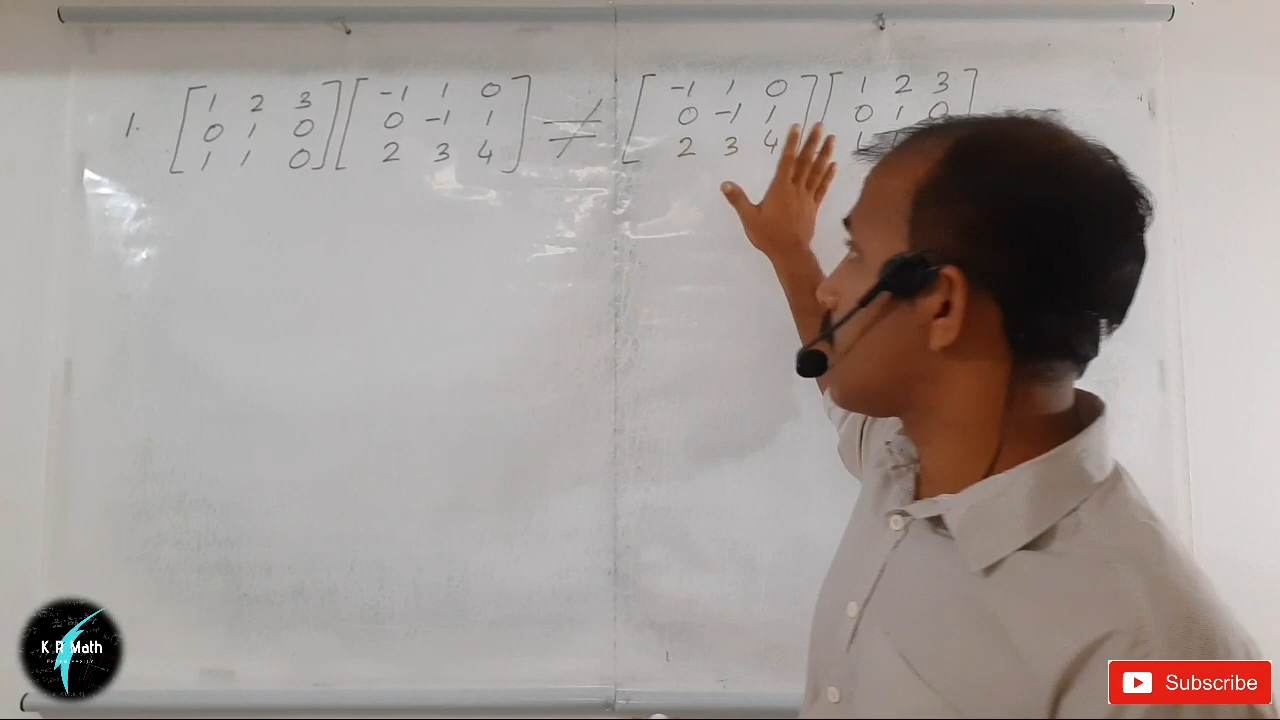 [1 2 3] [-1 1 0] ≠ [-1 1 0] [1 2 3]
1. [0 1 0] [0 -1 1] [0 -1 1] [0 1 0]
[1 1 0] [2 3 4] [2 3 4] [1
K R Math
Subscribe